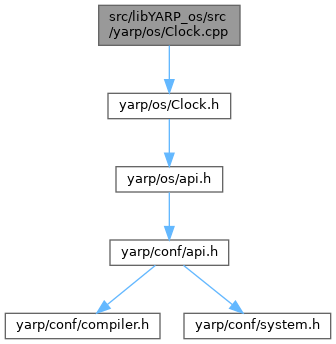 src/libYARP_os/src
/yarp/os/Clock.cpp
yarp/os/Clock.h
yarp/os/api.h
yarp/conf/api.h
yarp/conf/compiler.h
yarp/conf/system.h